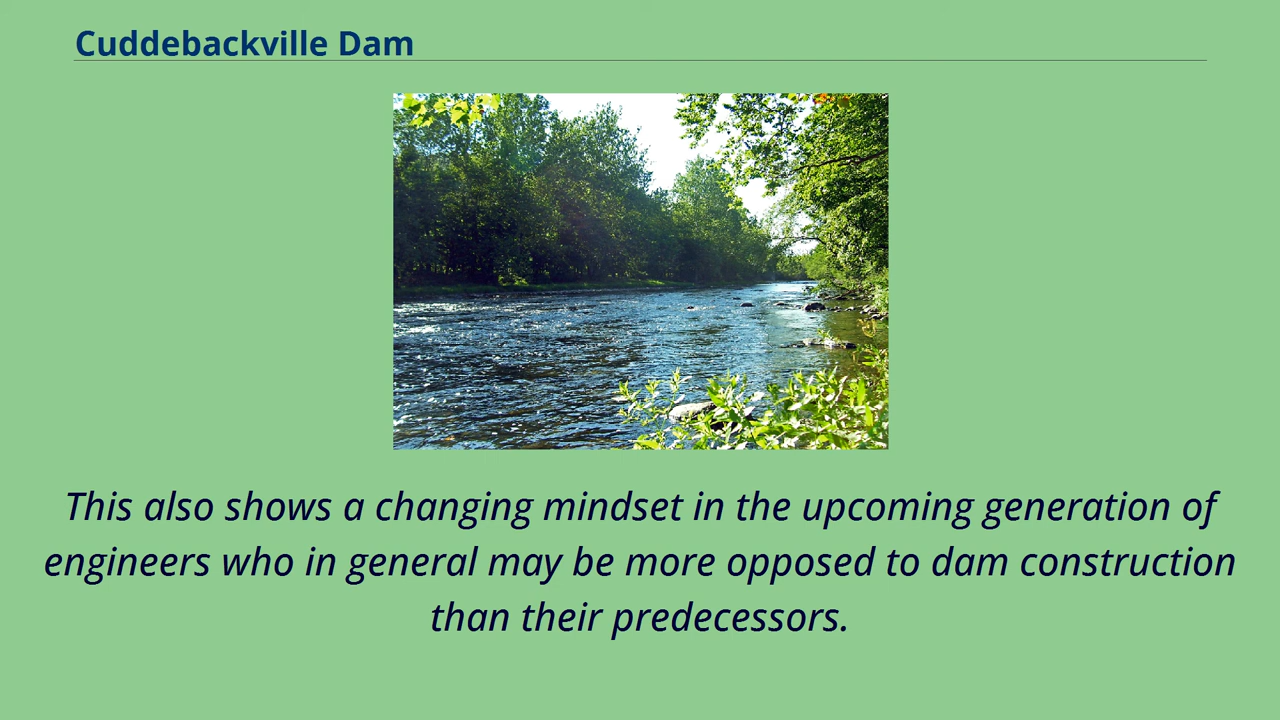 Cuddebackville Dam
This also shows a changing mindset in the upcoming generation of
engineers who in general may be more opposed to dam construction
than their predecessors.